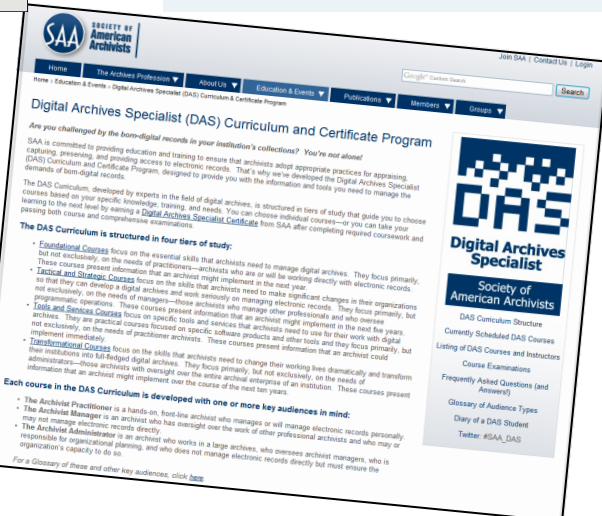 SAA
SOCIETY OF
American
Archivists
Join SAA | Contact Us | Login
Google™ Custom Search
Search
Home
The Archives Profession
About Us
Education & Events
Publications
Members
Groups
Home > Education & Events > Digital Archives Specialist (DAS) Curriculum & Certificate Program
Digital Archives Specialist (DAS) Curriculum and Certificate Program
Are you challenged by the born-digital records in your institution's collections? You're not alone!
SAA is committed to providing education and training to ensure that archivists adopt appropriate practices for appraising,
capturing, preserving, and providing access to electronic records. That's why we've developed the Digital Archives Specialist
(DAS) Curriculum and Certificate Program, designed to provide you with the information and tools you need to manage the
demands of born-digital records.
The DAS Curriculum, developed by experts in the field of digital archives, is structured in tiers of study that guide you to choose
courses based on your specific knowledge, training, and needs. You can choose individual courses—or you can take your
learning to the next level by earning a Digital Archives Specialist Certificate from SAA after completing required coursework and
passing both course and comprehensive examinations.
The DAS Curriculum is structured in four tiers of study:
• Foundational Courses focus on the essential skills that archivists need to manage digital archives. They focus primarily,
but not exclusively, on the needs of practitioners—archivists who are or will be working directly with electronic records.
These courses present information that an archivist might implement in the next year.
• Tactical and Strategic Courses focus on the skills that archivists need to make significant changes in their organizations
so that they can develop a digital archives and work seriously on managing electronic records. They focus primarily, but
not exclusively, on the needs of managers—those archivists who manage other professionals and who oversee
programmatic operations. These courses present information that an archivist might implement in the next five years.
• Tools and Services Courses focus on specific tools and services that archivists need to use for their work with digital
archives. They are practical courses focused on specific software products and other tools and they focus primarily, but
not exclusively, on the needs of practitioner archivists. These courses present information that an archivist could
implement immediately.
• Transformational Courses focus on the skills that archivists need to change their working lives dramatically and transform
their institutions into full-fledged digital archives. They focus primarily, but not exclusively, on the needs of
administrators—those archivists with oversight over the entire archival enterprise of an institution. These courses present
information that an archivist might implement over the course of the next ten years.
Each course in the DAS Curriculum is developed with one or more key audiences in mind:
• The Archivist Practitioner is a hands-on, front-line archivist who manages or will manage electronic records personally.
• The Archivist Manager is an archivist who has oversight over the work of other professional archivists and who may or
may not manage electronic records directly.
• The Archivist Administrator is an archivist who works in a large archives, who oversees archivist managers, who is
responsible for organizational planning, and who does not manage electronic records directly but must ensure the
organization's capacity to do so.
For a Glossary of these and other key audiences, click here.
DAS
Digital Archives
Specialist
Society of
American Archivists
DAS Curriculum Structure
Currently Scheduled DAS Courses
Listing of DAS Courses and Instructors
Course Examinations
Frequently Asked Questions (and
Answers!)
Glossary of Audience Types
Diary of a DAS Student
Twitter: #SAA_DAS